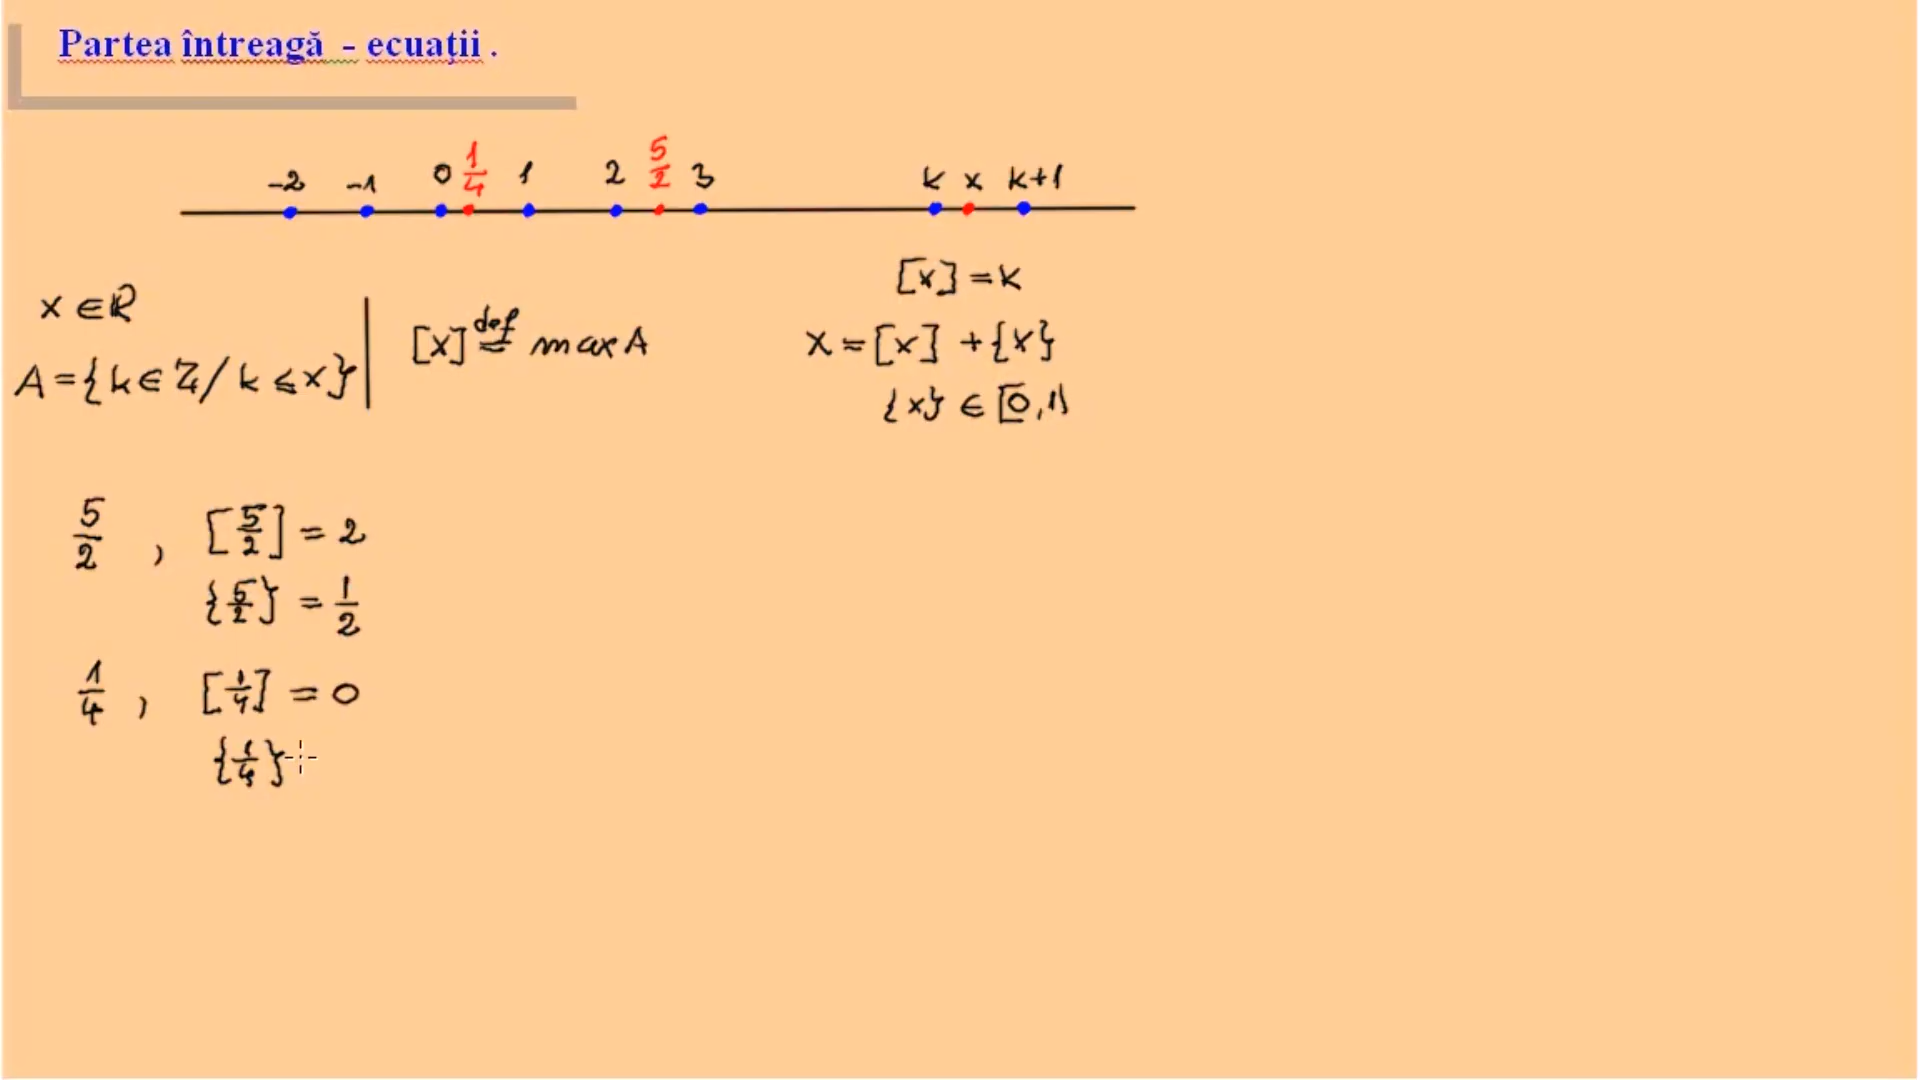 Partea întreagă - ecuaţii .
-2 -1 0 1/4 1 2 5/2 3 k x k+1
[x] = k
x ∈ ℝ
A = {k ∈ ℤ / k ≤ x}
[x] def= max A
x = [x] + {x}
{x} ∈ [0,1)
5/2 , [5/2] = 2
{5/2} = 1/2
1/4 , [1/4] = 0
{1/4}